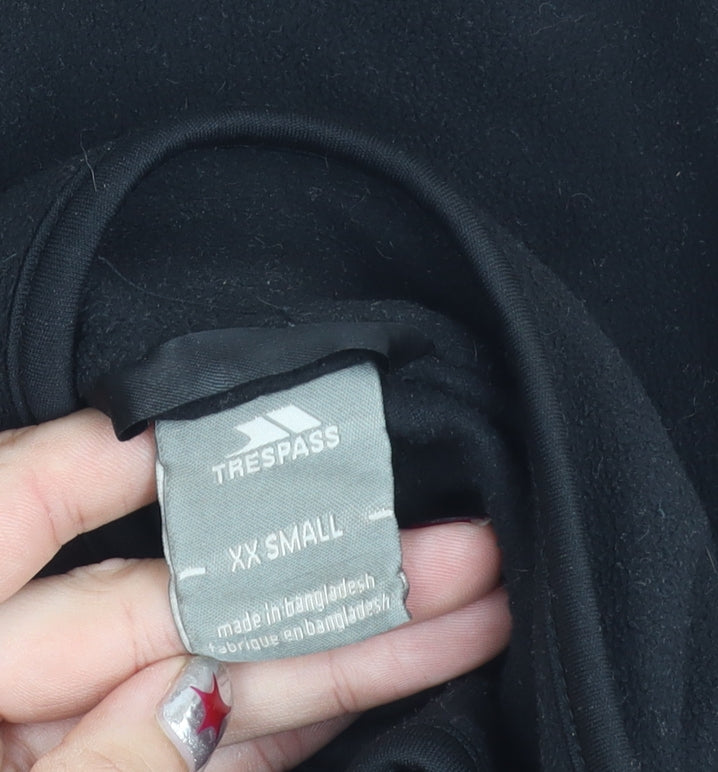 TRESPASS
XX SMALL
made in bangladesh
fabrique en bangladesh